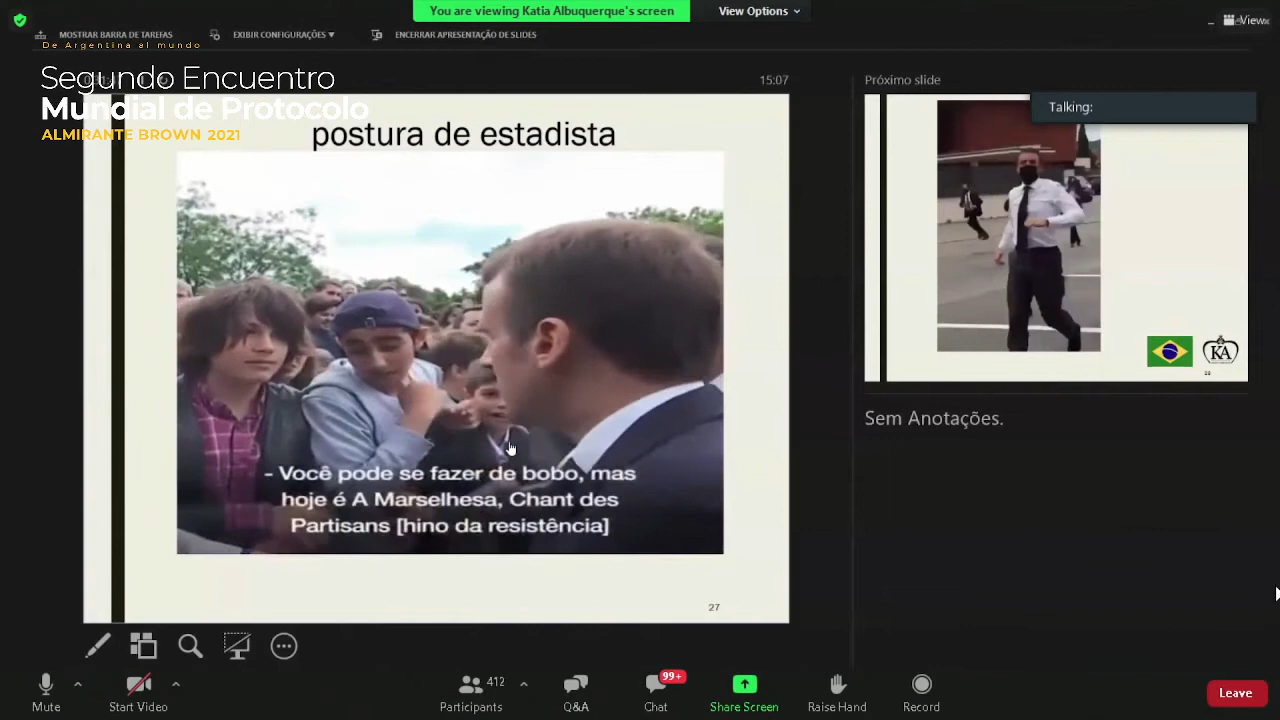 You are viewing Katia Albuquerque's screen
View Options
View
MOSTRAR BARRA DE TAREFAS
EXIBIR CONFIGURAÇÕES ▼
ENCERRAR APRESENTAÇÃO DE SLIDES
De Argentina al mundo
Segundo Encuentro
Mundial de Protocolo
ALMIRANTE BROWN 2021
15:07
Próximo slide
Talking:
postura de estadista
- Você pode se fazer de bobo, mas
hoje é A Marselhesa, Chant des
Partisans [hino da resistência]
27
KA
Sem Anotações.
Mute
Start Video
412
Participants
Q&A
99+
Chat
Share Screen
Raise Hand
Record
Leave